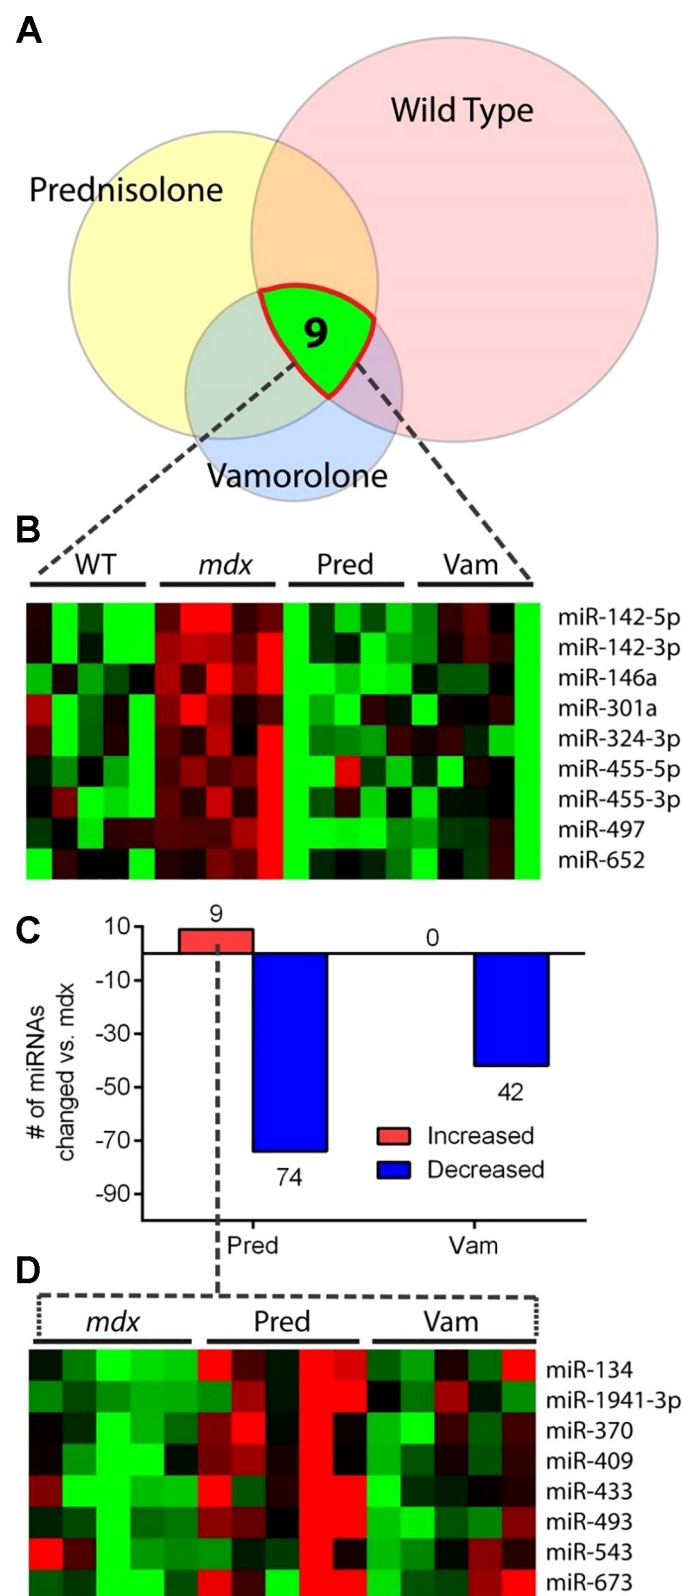 A
Wild Type
Prednisolone
9
Vamorolone
B
WT mdx Pred Vam
miR-142-5p
miR-142-3p
miR-146a
miR-301a
miR-324-3p
miR-455-5p
miR-455-3p
miR-497
miR-652
C
# of miRNAs
changed vs. mdx
10
-10
-30
-50
-70
-90
9
0
42
74
Increased
Decreased
Pred Vam
D
mdx Pred Vam
miR-134
miR-1941-3p
miR-370
miR-409
miR-433
miR-493
miR-543
miR-673